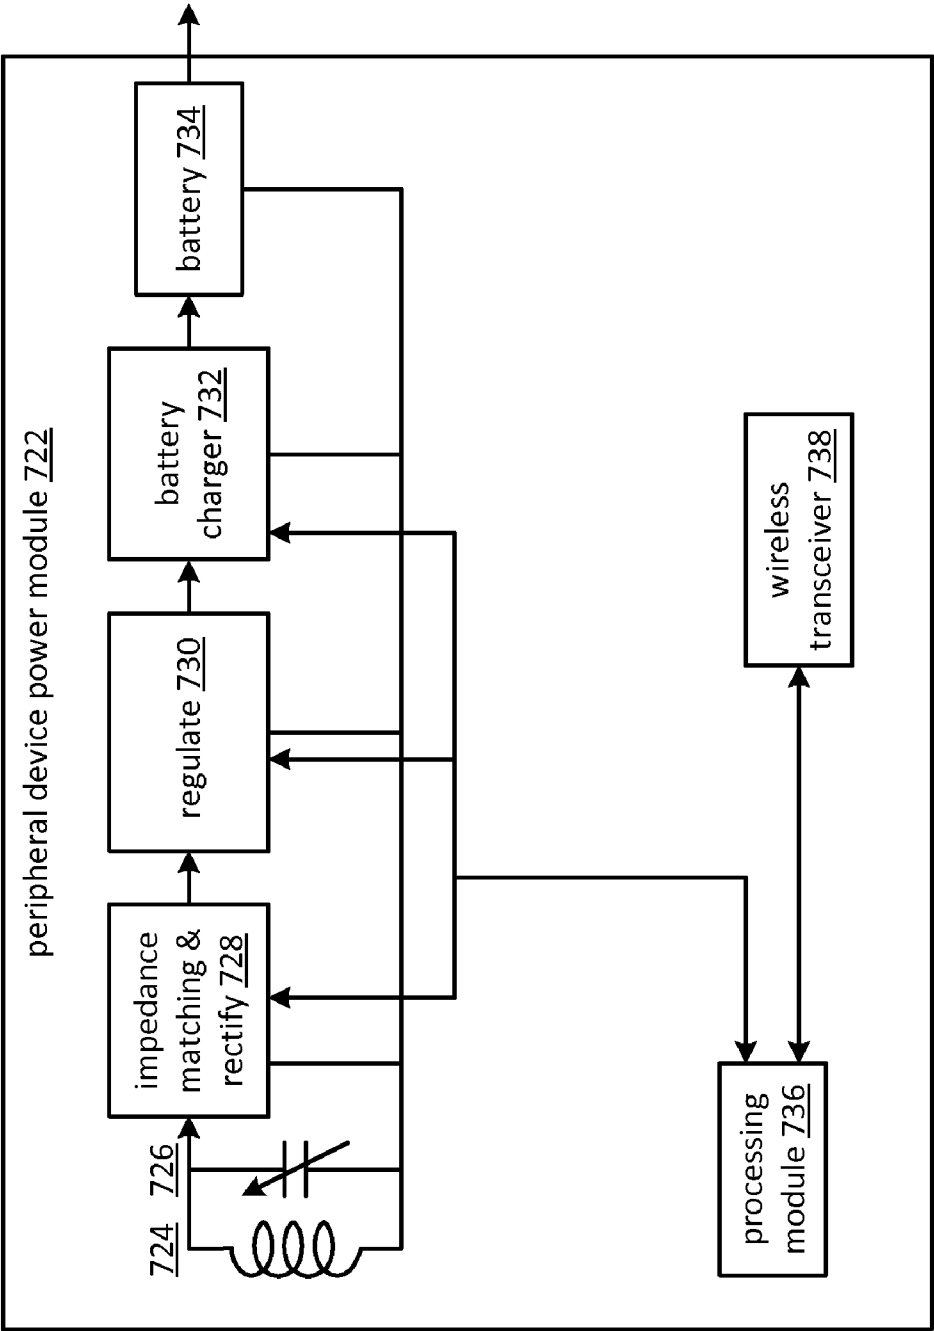 peripheral device power module 722
724
726
impedance
matching &
rectify 728
regulate 730
battery
charger 732
battery 734
processing
module 736
wireless
transceiver 738